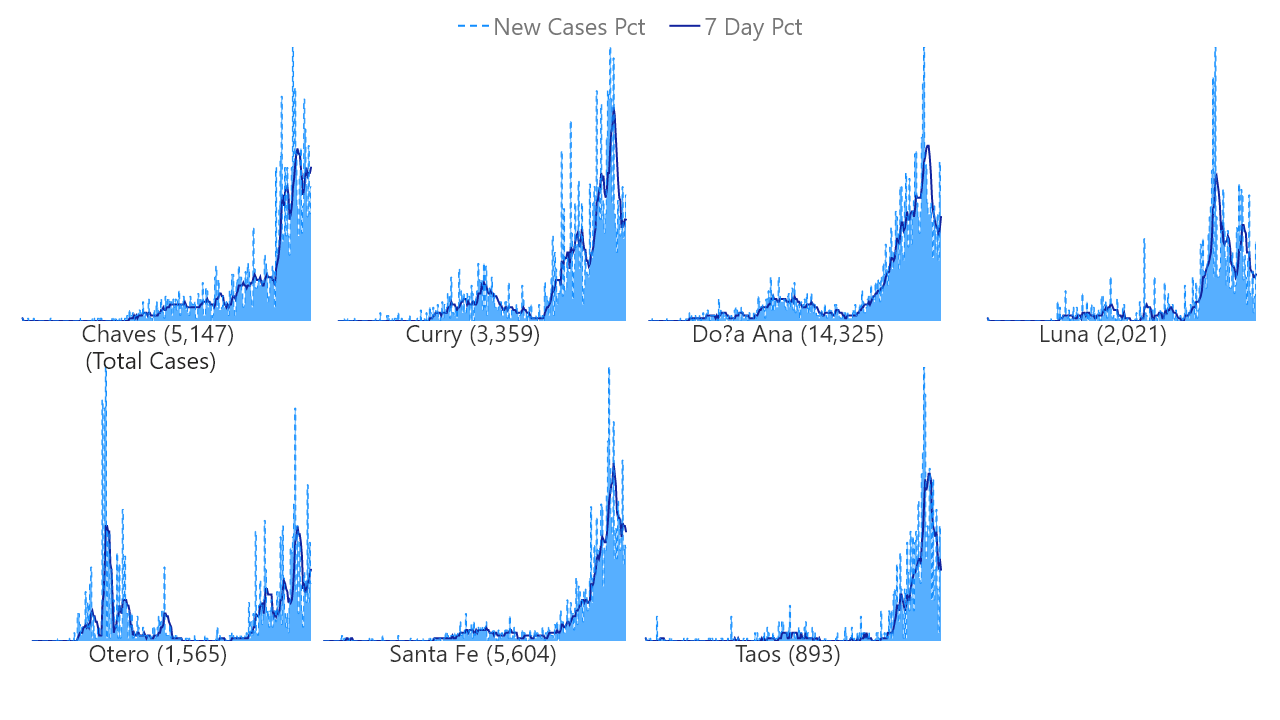 New Cases Pct 7 Day Pct
Chaves (5,147) Curry (3,359) Do?a Ana (14,325) Luna (2,021)
(Total Cases)
Otero (1,565) Santa Fe (5,604) Taos (893)